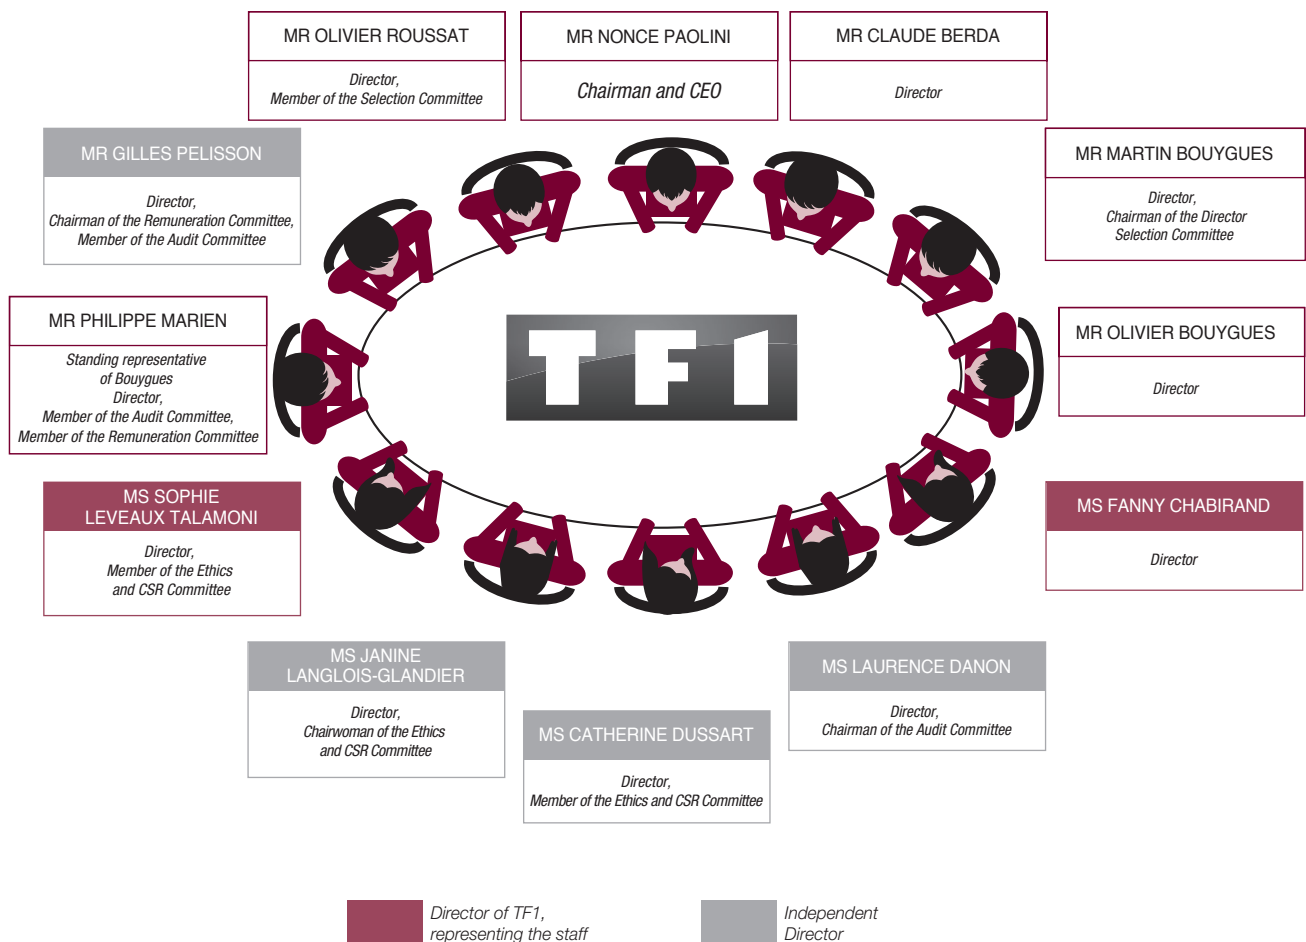 MR OLIVIER ROUSSAT
Director,
Member of the Selection Committee
MR NONCE PAOLINI
Chairman and CEO
MR CLAUDE BERDA
Director
MR GILLES PELISSON
Director,
Chairman of the Remuneration Committee,
Member of the Audit Committee
MR MARTIN BOUYGUES
Director,
Chairman of the Director
Selection Committee
MR PHILIPPE MARIEN
Standing representative
of Bouygues
Director,
Member of the Audit Committee,
Member of the Remuneration Committee
TF1
MR OLIVIER BOUYGUES
Director
MS SOPHIE
LEVEAUX TALAMONI
Director,
Member of the Ethics
and CSR Committee
MS FANNY CHABIRAND
Director
MS JANINE
LANGLOIS-GLANDIER
Director,
Chairwoman of the Ethics
and CSR Committee
MS CATHERINE DUSSART
Director,
Member of the Ethics and CSR Committee
MS LAURENCE DANON
Director,
Chairman of the Audit Committee
Director of TF1,
representing the staff
Independent
Director